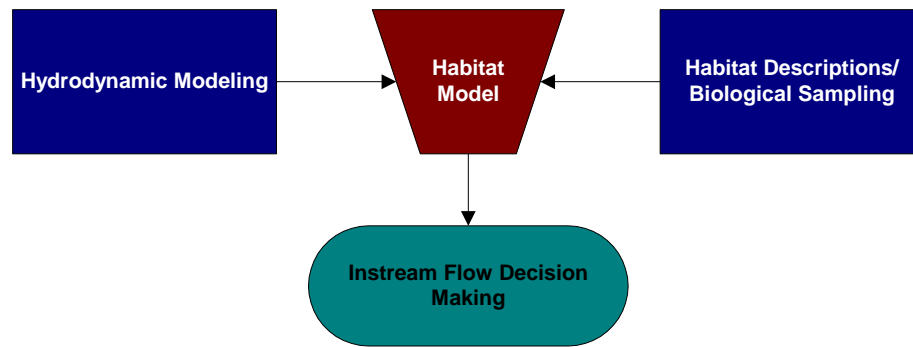 Hydrodynamic Modeling
Habitat
Model
Habitat Descriptions/
Biological Sampling
Instream Flow Decision
Making